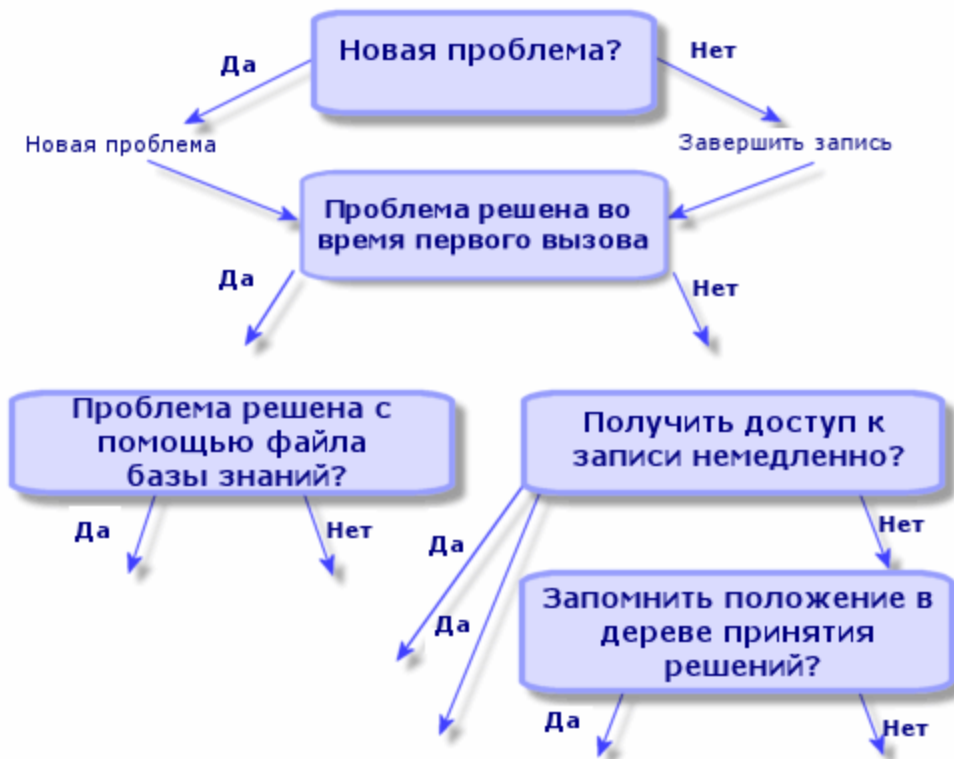 Новая проблема?
Да
Нет
Новая проблема
Завершить запись
Проблема решена во
время первого вызова
Да
Нет
Проблема решена с
помощью файла
базы знаний?
Получить доступ к
записи немедленно?
Да
Нет
Да
Нет
Да
Запомнить положение в
дереве принятия
решений?
Да
Нет